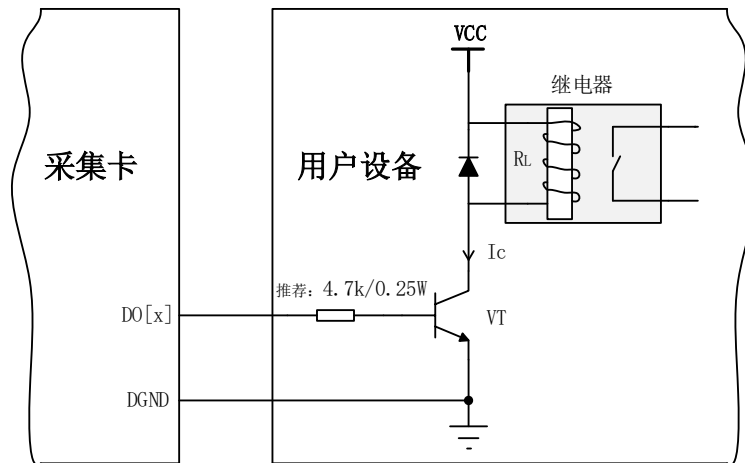 VCC
继电器
采集卡
用户设备
RL
Ic
推荐: 4.7k/0.25W
DO[x]
VT
DGND